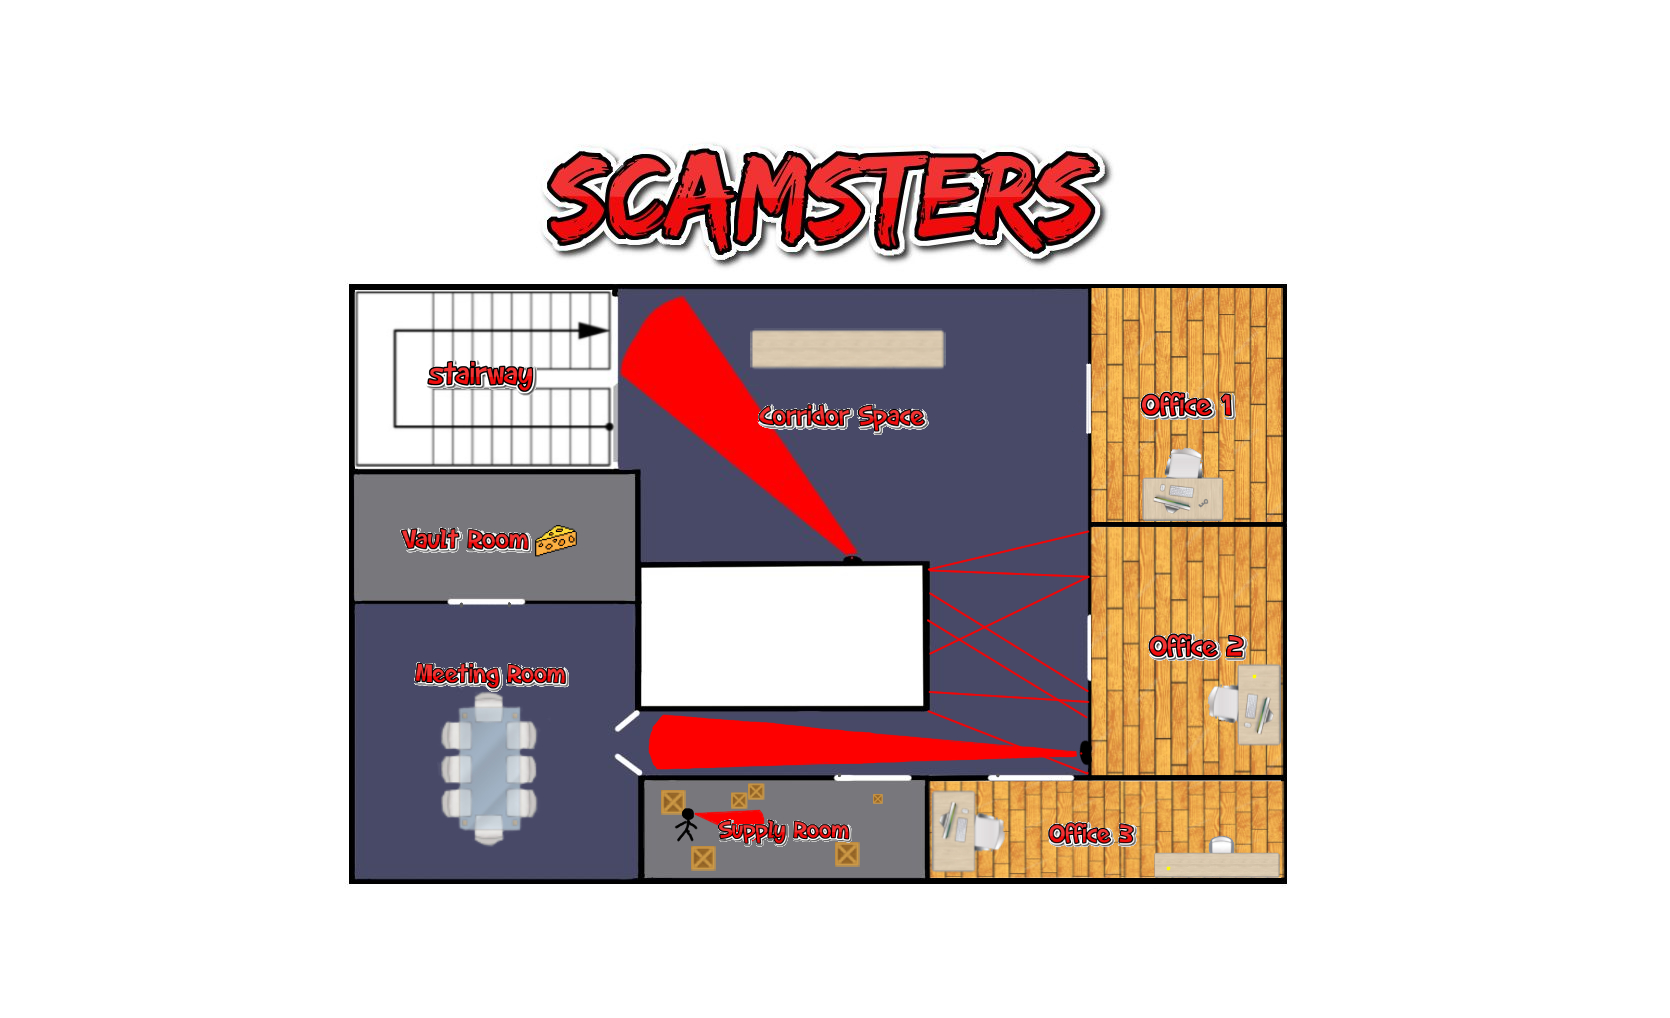 SCAMSTERS
stairway
Corridor Space
Office 1
Vault Room
Office 2
Meeting Room
Supply Room
Office 3